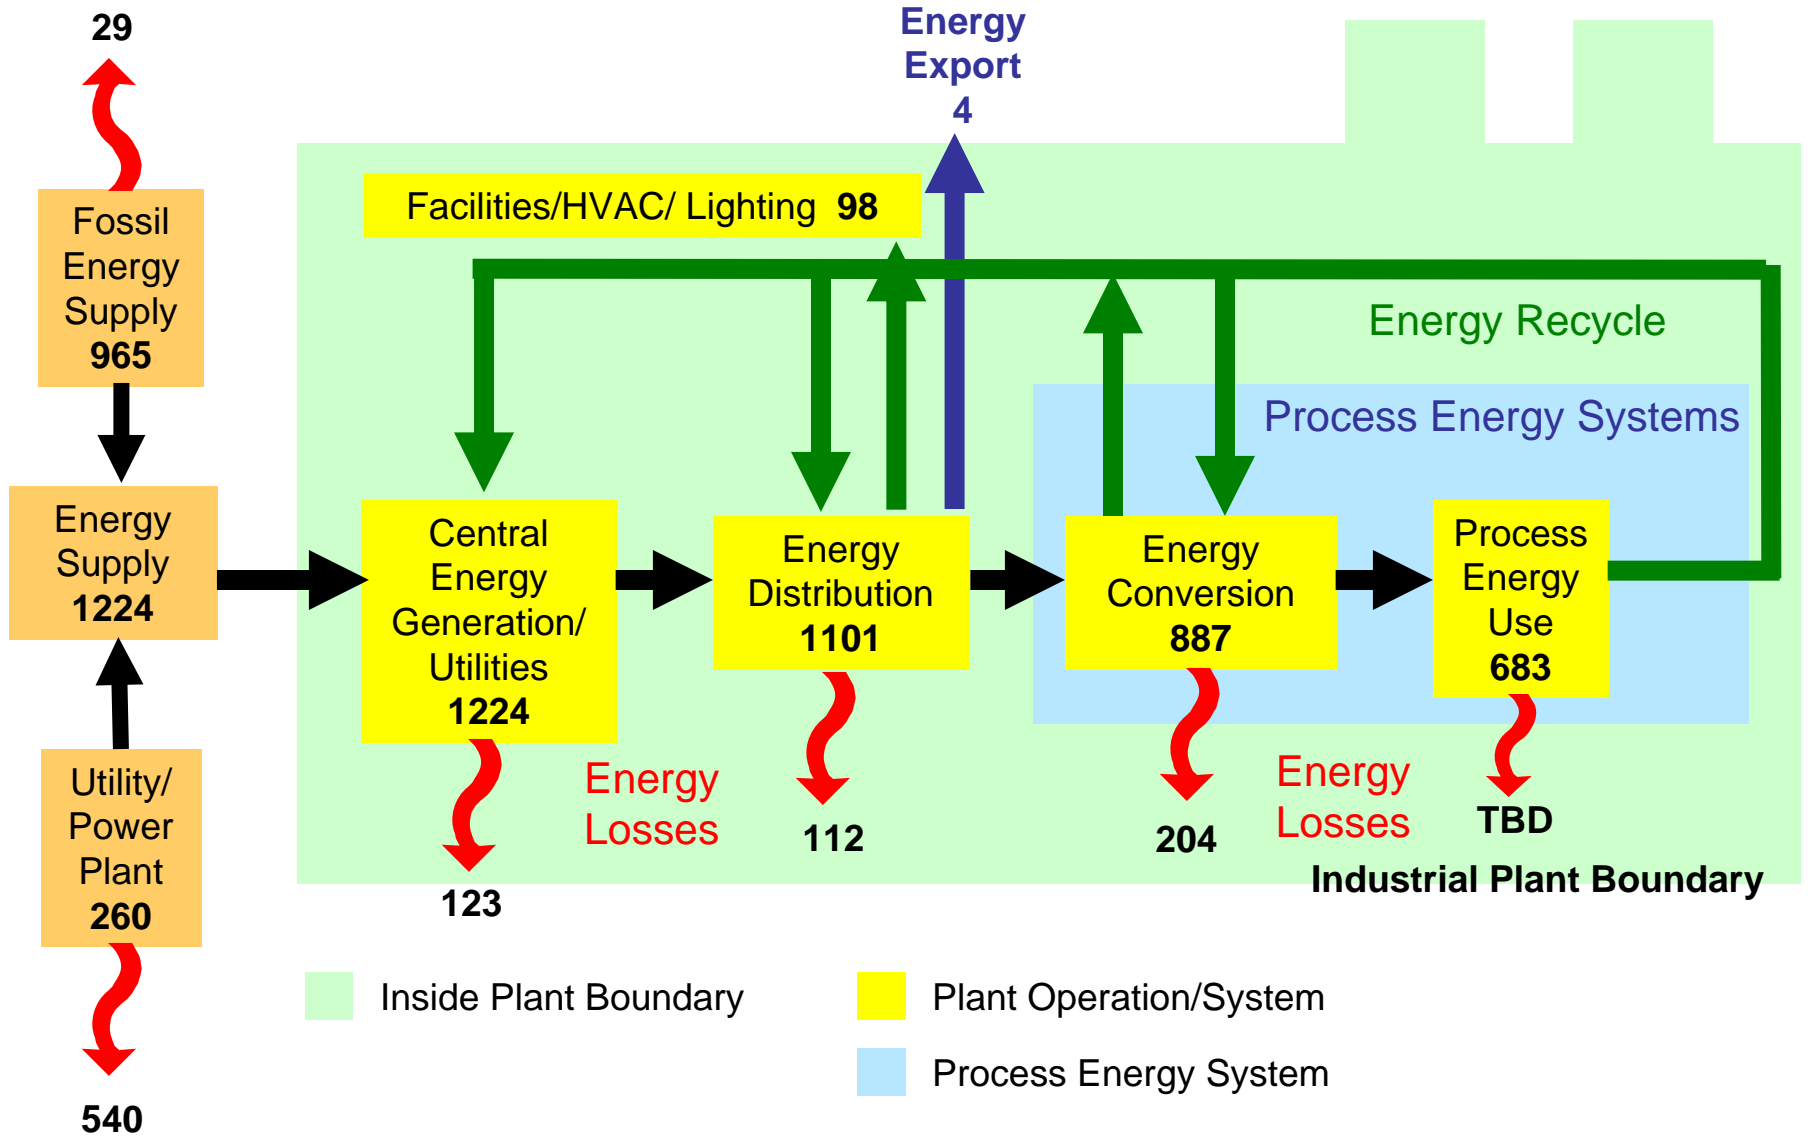 29
Energy
Export
4
Facilities/HVAC/ Lighting 98
Fossil
Energy
Supply
965
Energy Recycle
Process Energy Systems
Energy
Supply
1224
Central
Energy
Generation/
Utilities
1224
Energy
Distribution
1101
Energy
Conversion
887
Process
Energy
Use
683
Utility/
Power
Plant
260
Energy
Losses
123
112
204
Energy
Losses
TBD
Industrial Plant Boundary
540
Inside Plant Boundary
Plant Operation/System
Process Energy System